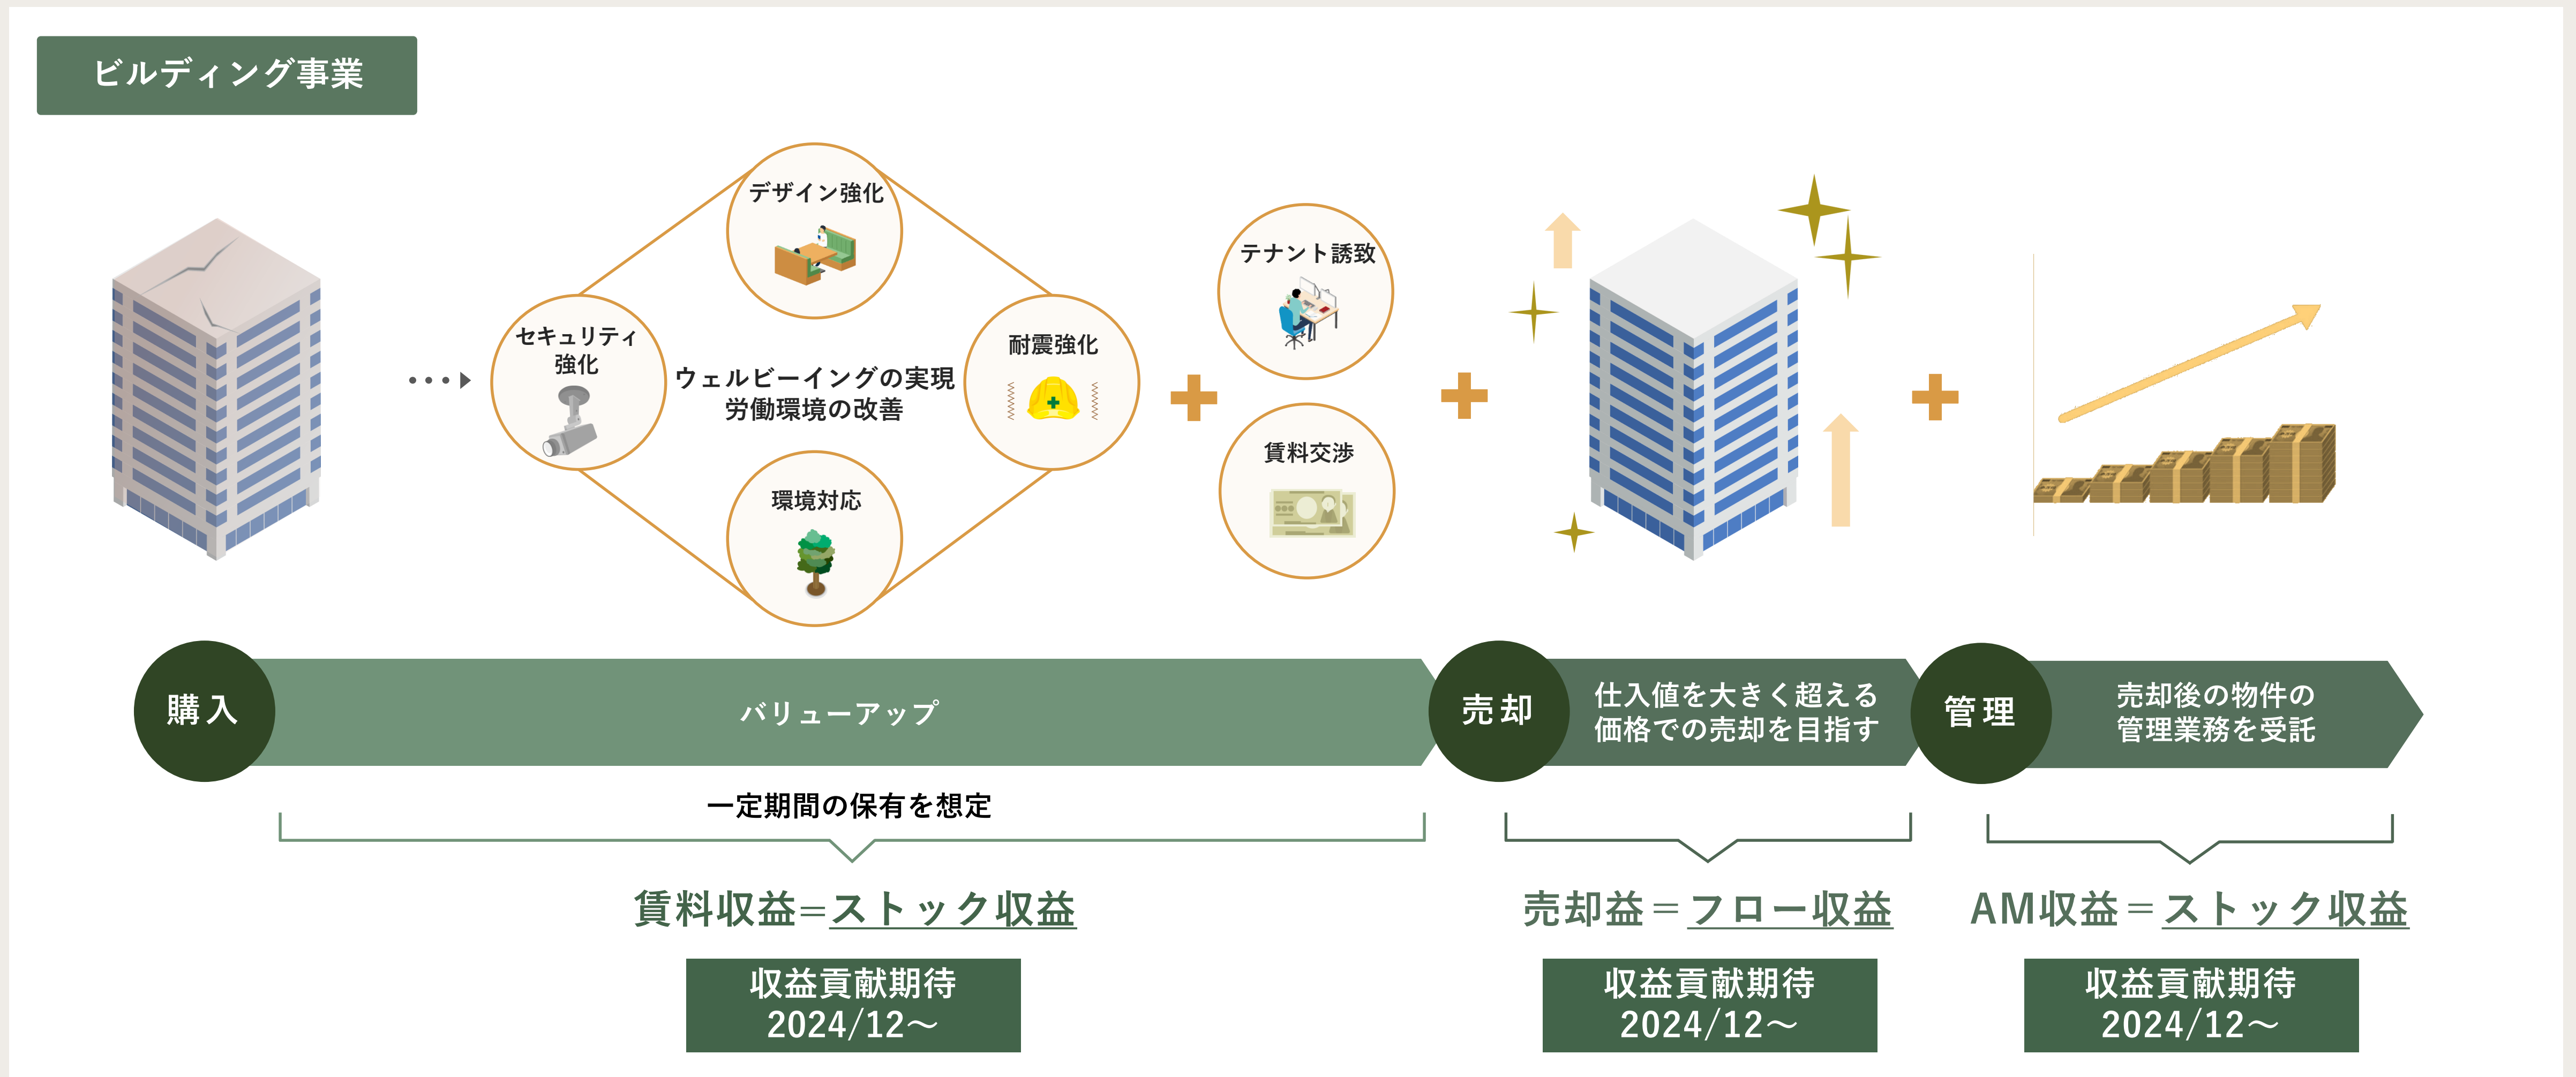 ビルディング事業
デザイン強化
セキュリティ
強化
ウェルビーイングの実現
労働環境の改善
耐震強化
環境対応
テナント誘致
賃料交渉
購入
バリューアップ
売却
仕入値を大きく超える
価格での売却を目指す
管理
売却後の物件の
管理業務を受託
一定期間の保有を想定
賃料収益=ストック収益
売却益=フロー収益
AM収益=ストック収益
収益貢献期待
2024/12〜
収益貢献期待
2024/12〜
収益貢献期待
2024/12〜